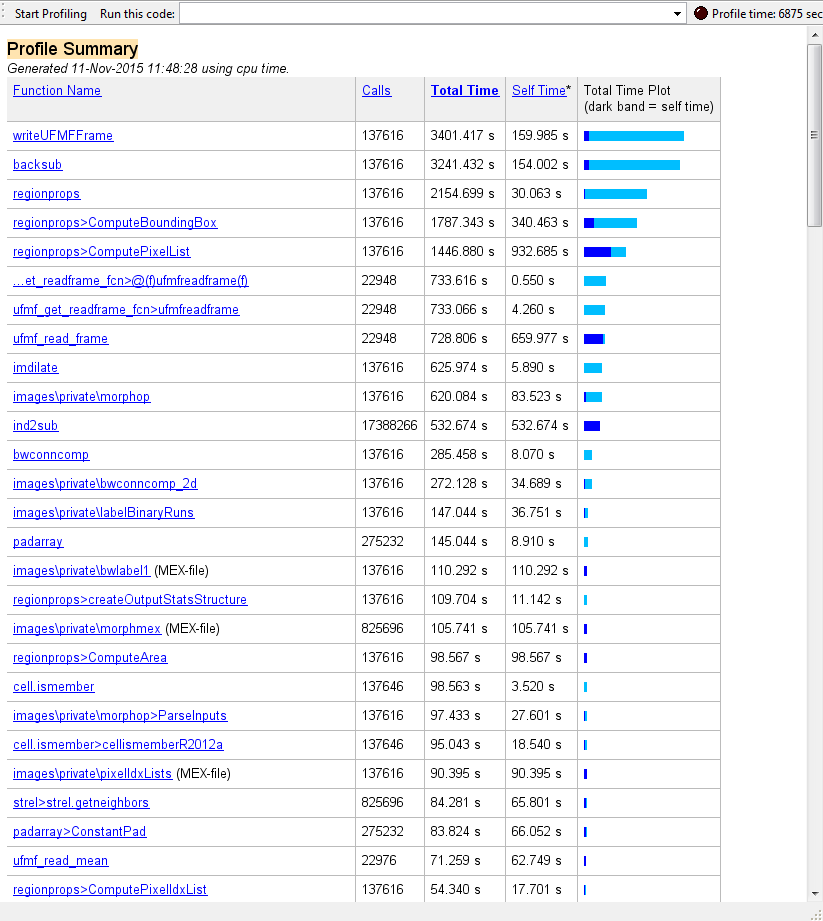 Start Profiling Run this code: Profile time: 6875 sec
Profile Summary
Generated 11-Nov-2015 11:48:28 using cpu time.
Function Name Calls Total Time Self Time* Total Time Plot
(dark band = self time)
writeUFMFFrame 137616 3401.417 s 159.985 s
backsub 137616 3241.432 s 154.002 s
regionprops 137616 2154.699 s 30.063 s
regionprops>ComputeBoundingBox 137616 1787.343 s 340.463 s
regionprops>ComputePixelList 137616 1446.880 s 932.685 s
...et_readframe_fcn>@(f)ufmfreadframe(f) 22948 733.616 s 0.550 s
ufmf_get_readframe_fcn>ufmfreadframe 22948 733.066 s 4.260 s
ufmf_read_frame 22948 728.806 s 659.977 s
imdilate 137616 625.974 s 5.890 s
images\private\morphop 137616 620.084 s 83.523 s
ind2sub 17388266 532.674 s 532.674 s
bwconncomp 137616 285.458 s 8.070 s
images\private\bwconncomp_2d 137616 272.128 s 34.689 s
images\private\labelBinaryRuns 137616 147.044 s 36.751 s
padarray 275232 145.044 s 8.910 s
images\private\bwlabel1 (MEX-file) 137616 110.292 s 110.292 s
regionprops>createOutputStatsStructure 137616 109.704 s 11.142 s
images\private\morphmex (MEX-file) 825696 105.741 s 105.741 s
regionprops>ComputeArea 137616 98.567 s 98.567 s
cell.ismember 137646 98.563 s 3.520 s
images\private\morphop>ParseInputs 137616 97.433 s 27.601 s
cell.ismember>cellismemberR2012a 137646 95.043 s 18.540 s
images\private\pixelIdxLists (MEX-file) 137616 90.395 s 90.395 s
strel>strel.getneighbors 825696 84.281 s 65.801 s
padarray>ConstantPad 275232 83.824 s 66.052 s
ufmf_read_mean 22976 71.259 s 62.749 s
regionprops>ComputePixelIdxList 137616 54.340 s 17.701 s